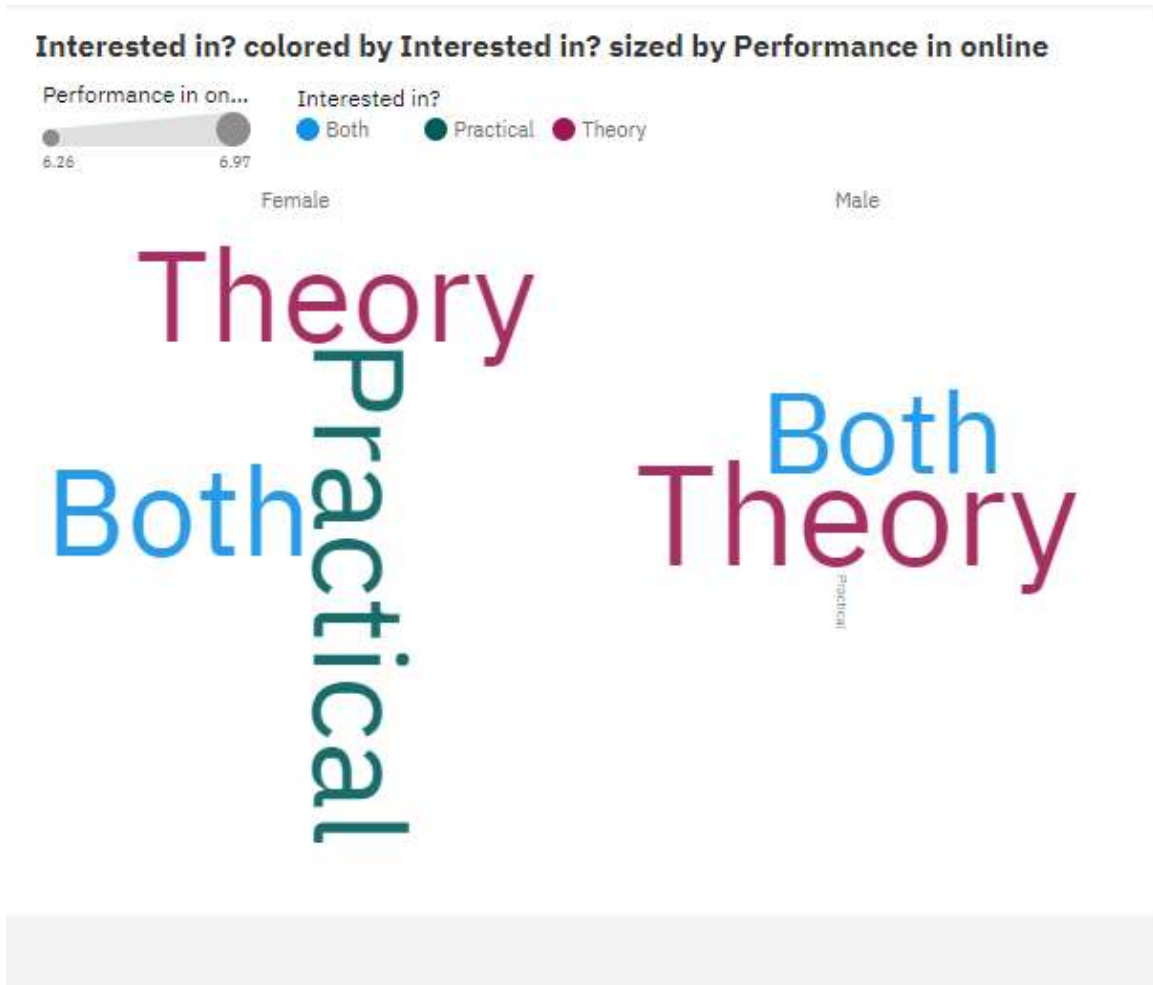 Interested in? colored by Interested in? sized by Performance in online
Performance in on...
6.26 6.97
Interested in?
Both Practical Theory
Female
Theory
Practical
Both
Male
Both
Theory
Practical